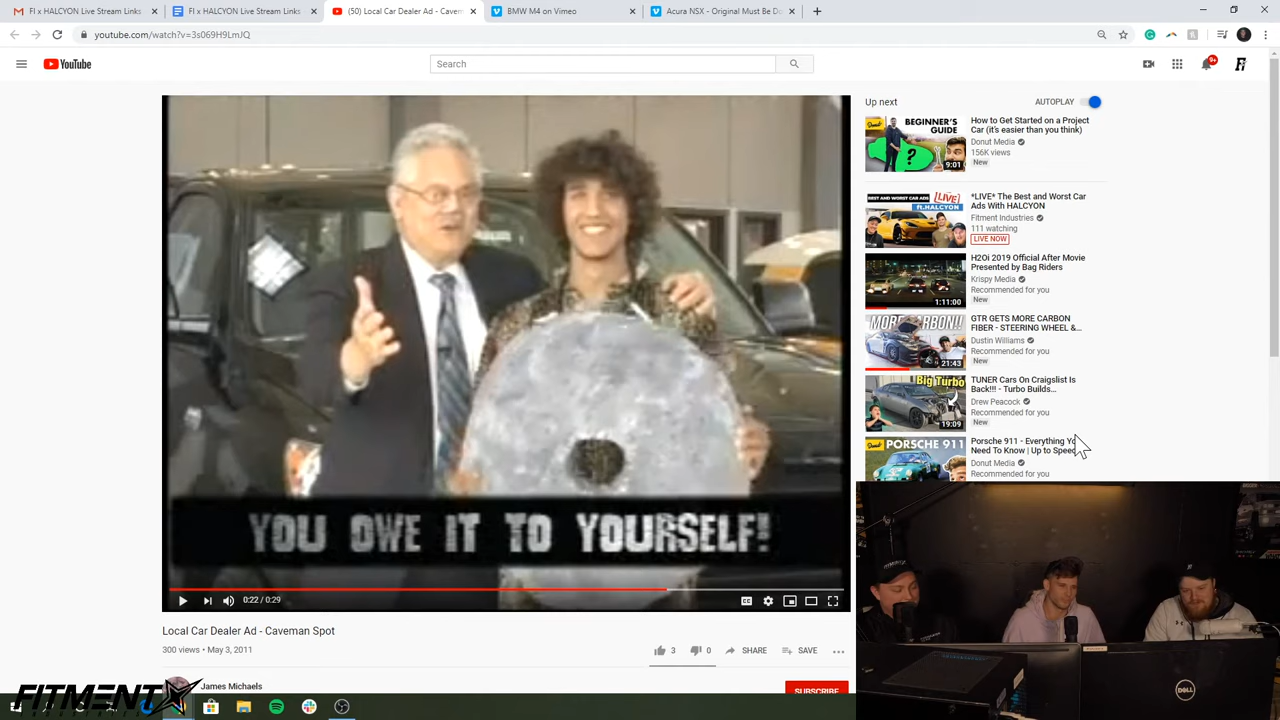 FI x HALCYON Live Stream Links
FI x HALCYON Live Stream Links
(50) Local Car Dealer Ad - Cavem
BMW M4 on Vimeo
Acura NSX - Original Must Be Do
youtube.com/watch?v=3s069H9LmJQ
YouTube
Search
9+
Up next
AUTOPLAY
BEGINNER'S
GUIDE
9:01
How to Get Started on a Project
Car (it's easier than you think)
Donut Media
156K views
New
BEST AND WORST CAR ADS
LIVE
ft.HALCYON
*LIVE* The Best and Worst Car
Ads With HALCYON
Fitment Industries
111 watching
LIVE NOW
1:11:00
H2Oi 2019 Official After Movie
Presented by Bag Riders
Krispy Media
Recommended for you
New
MORE CARBON!!
21:43
GTR GETS MORE CARBON
FIBER - STEERING WHEEL &...
Dustin Williams
Recommended for you
New
Big Turbo
19:09
TUNER Cars On Craigslist Is
Back!!! - Turbo Builds...
Drew Peacock
Recommended for you
New
PORSCHE 911
Porsche 911 - Everything Yo
Need To Know | Up to Speed
Donut Media
Recommended for you
YOU OWE IT TO YOURSELF!
0:22 / 0:29
Local Car Dealer Ad - Caveman Spot
300 views • May 3, 2011
3
0
SHARE
SAVE
James Michaels
SUBSCRIBE
FITMENT
DELL